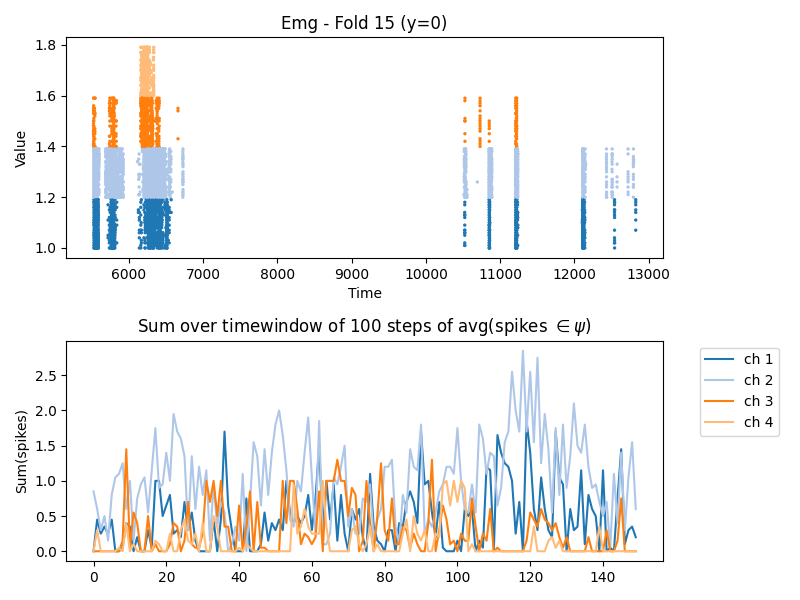 Emg - Fold 15 (y=0)
1.8
1.6
1.4
1.2
1.0
Value
6000 7000 8000 9000 10000 11000 12000 13000
Time
Sum over timewindow of 100 steps of avg(spikes ∈ ψ)
2.5
2.0
1.5
1.0
0.5
0.0
Sum(spikes)
0 20 40 60 80 100 120 140
ch 1
ch 2
ch 3
ch 4